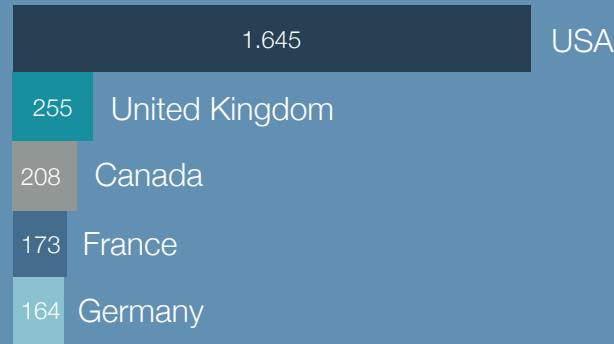 1.645 USA
255 United Kingdom
208 Canada
173 France
164 Germany